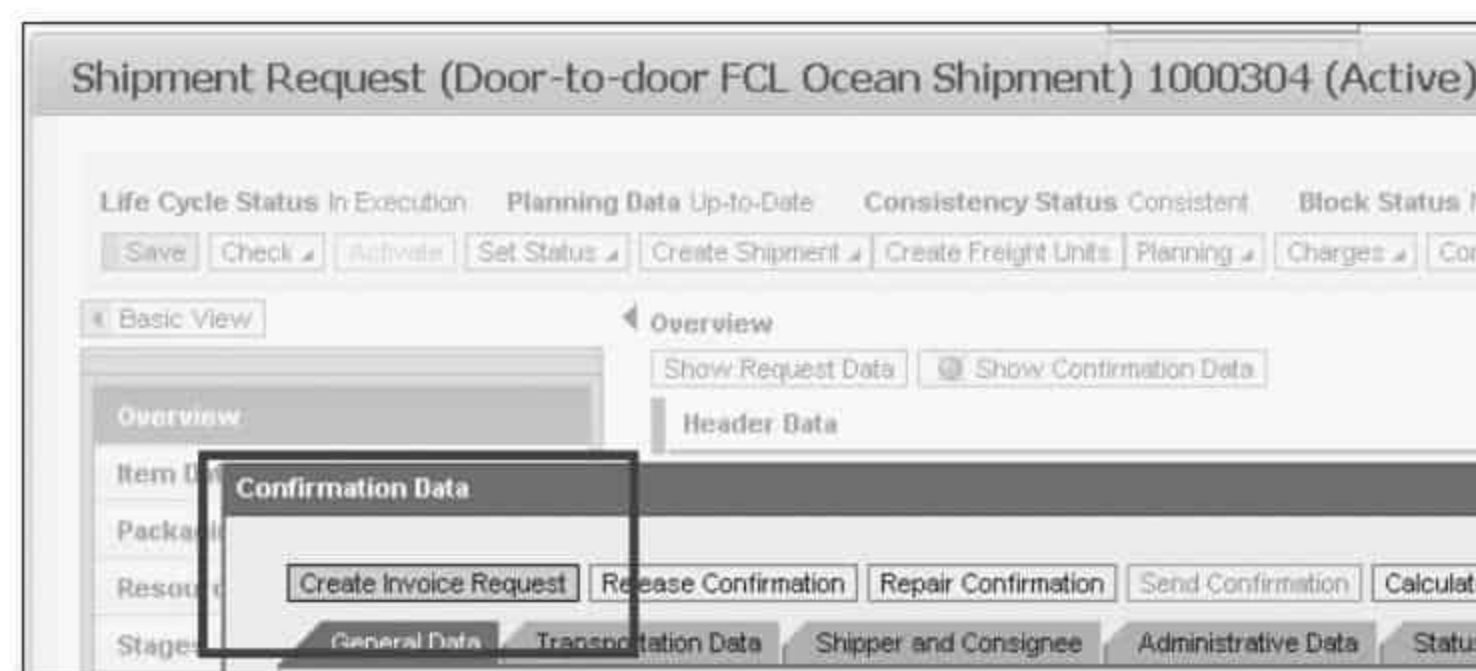 Shipment Request (Door-to-door FCL Ocean Shipment) 1000304 (Active)
Life Cycle Status In Execution Planning Data Up-to-Date Consistency Status Consistent Block Status
Save Check Activate Set Status Create Shipment Create Freight Units Planning Charges
Basic View
Overview
Show Request Data Show Confirmation Data
Overview
Header Data
Item
Confirmation Data
Create Invoice Request Release Confirmation Repair Confirmation Send Confirmation
Stages General Data Transportation Data Shipper and Consignee Administrative Data